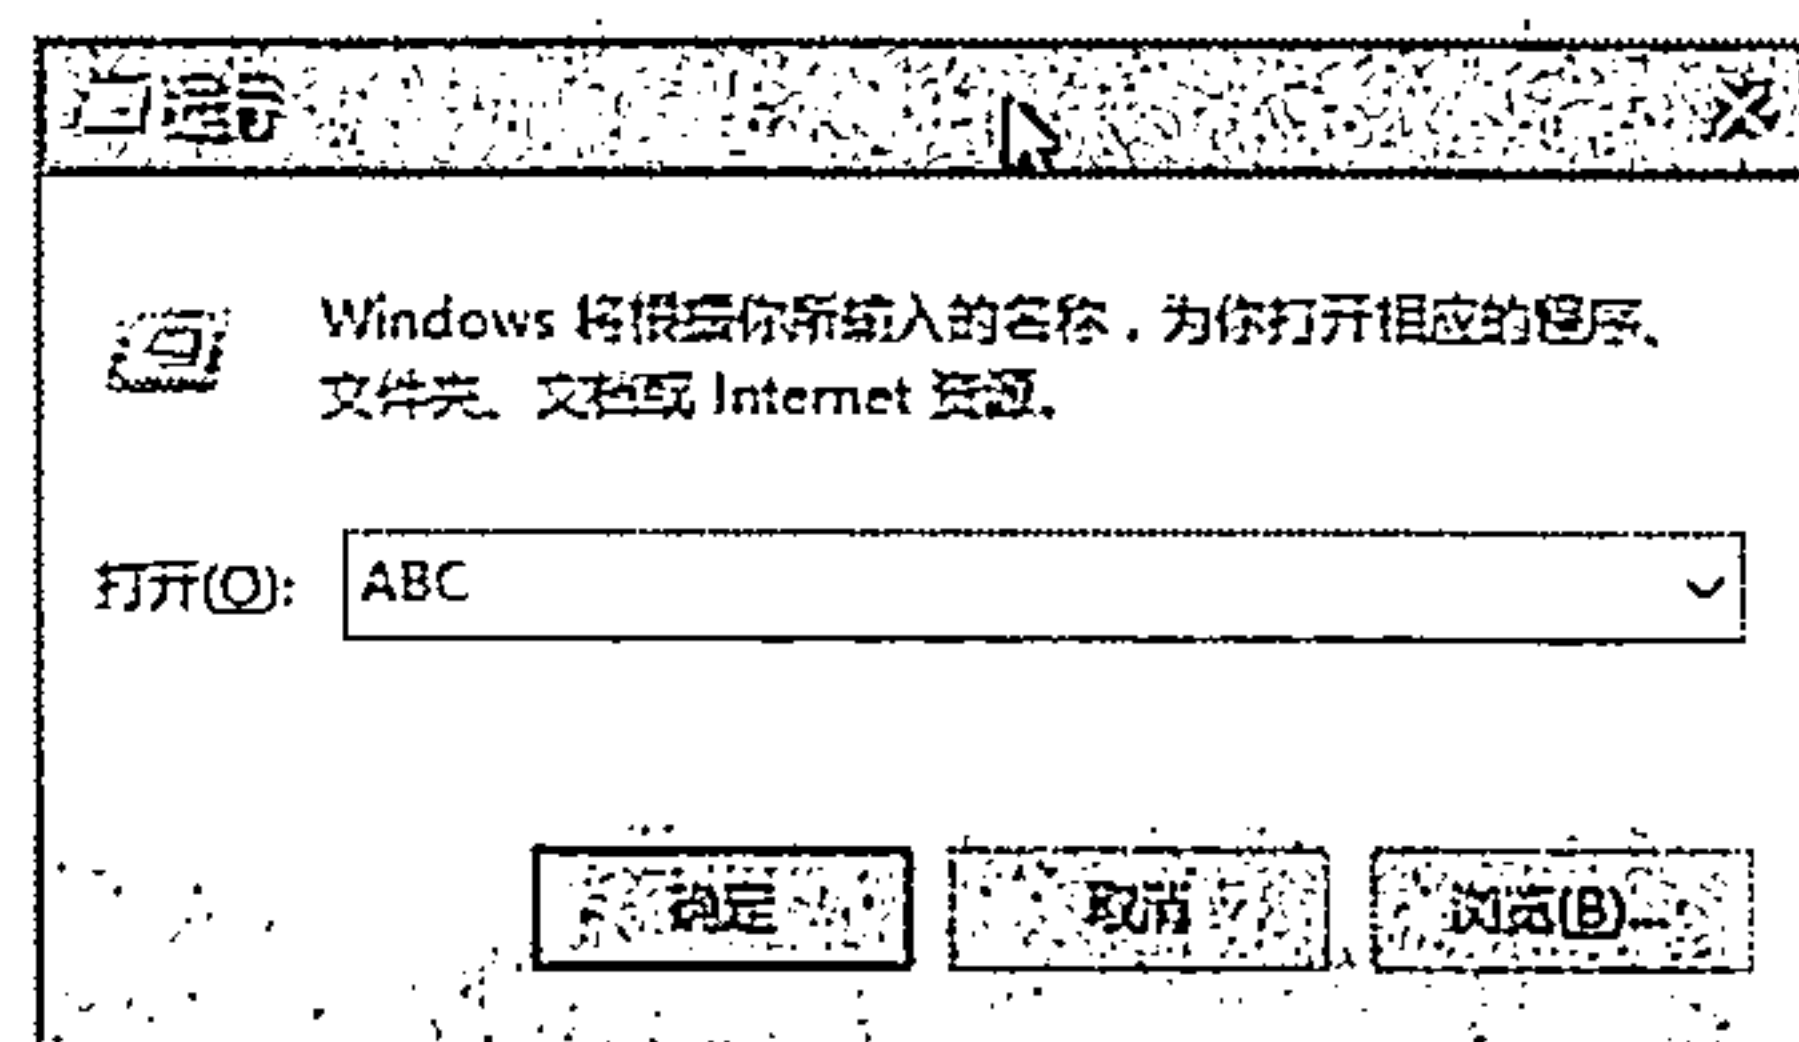 Windows 将根据你所输入的名称，为你打开相应的程序、
文件夹、文档或 Internet 资源。
打开(O):
ABC
确定
取消
浏览(B)...